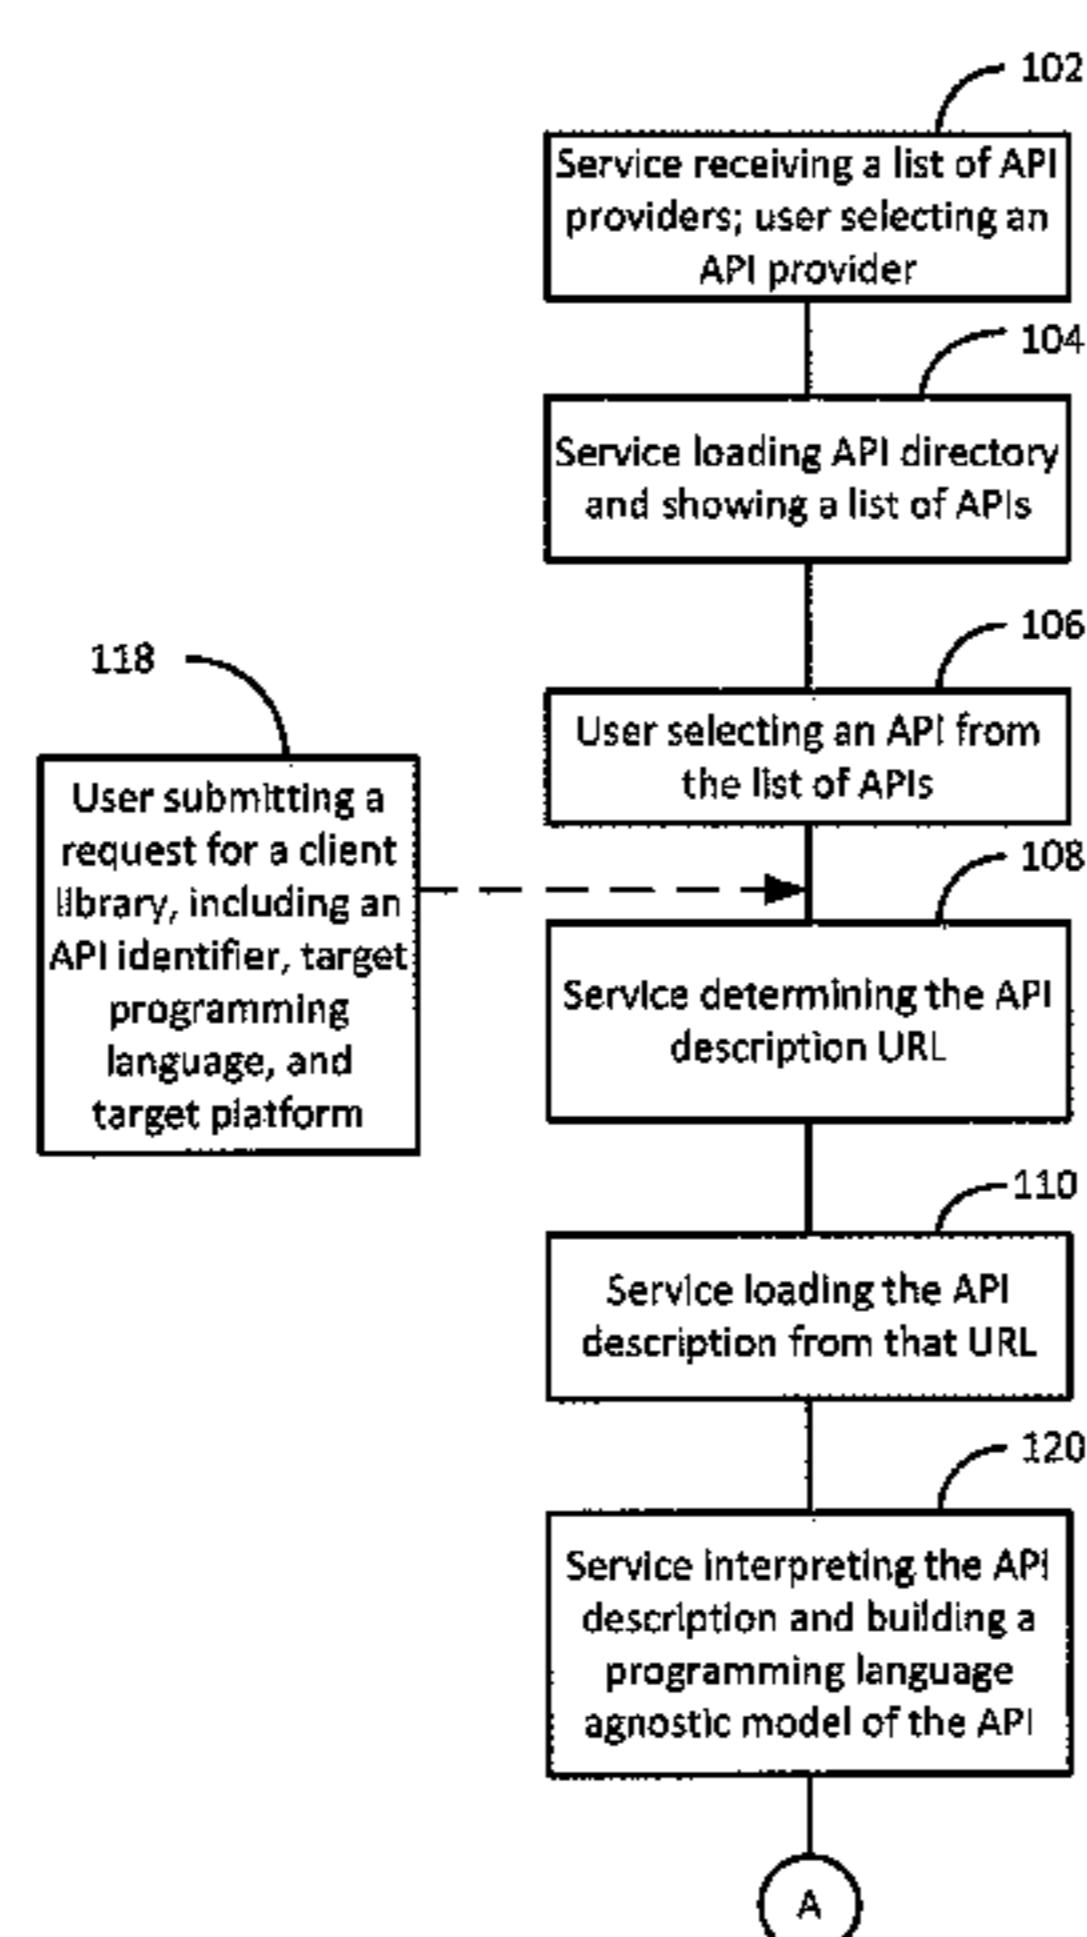 102
Service receiving a list of API
providers; user selecting an
API provider
104
Service loading API directory
and showing a list of APIs
106
User selecting an API from
the list of APIs
118
User submitting a
request for a client
library, including an
API identifier, target
programming
language, and
target platform
108
Service determining the API
description URL
110
Service loading the API
description from that URL
120
Service interpreting the API
description and building a
programming language
agnostic model of the API
A